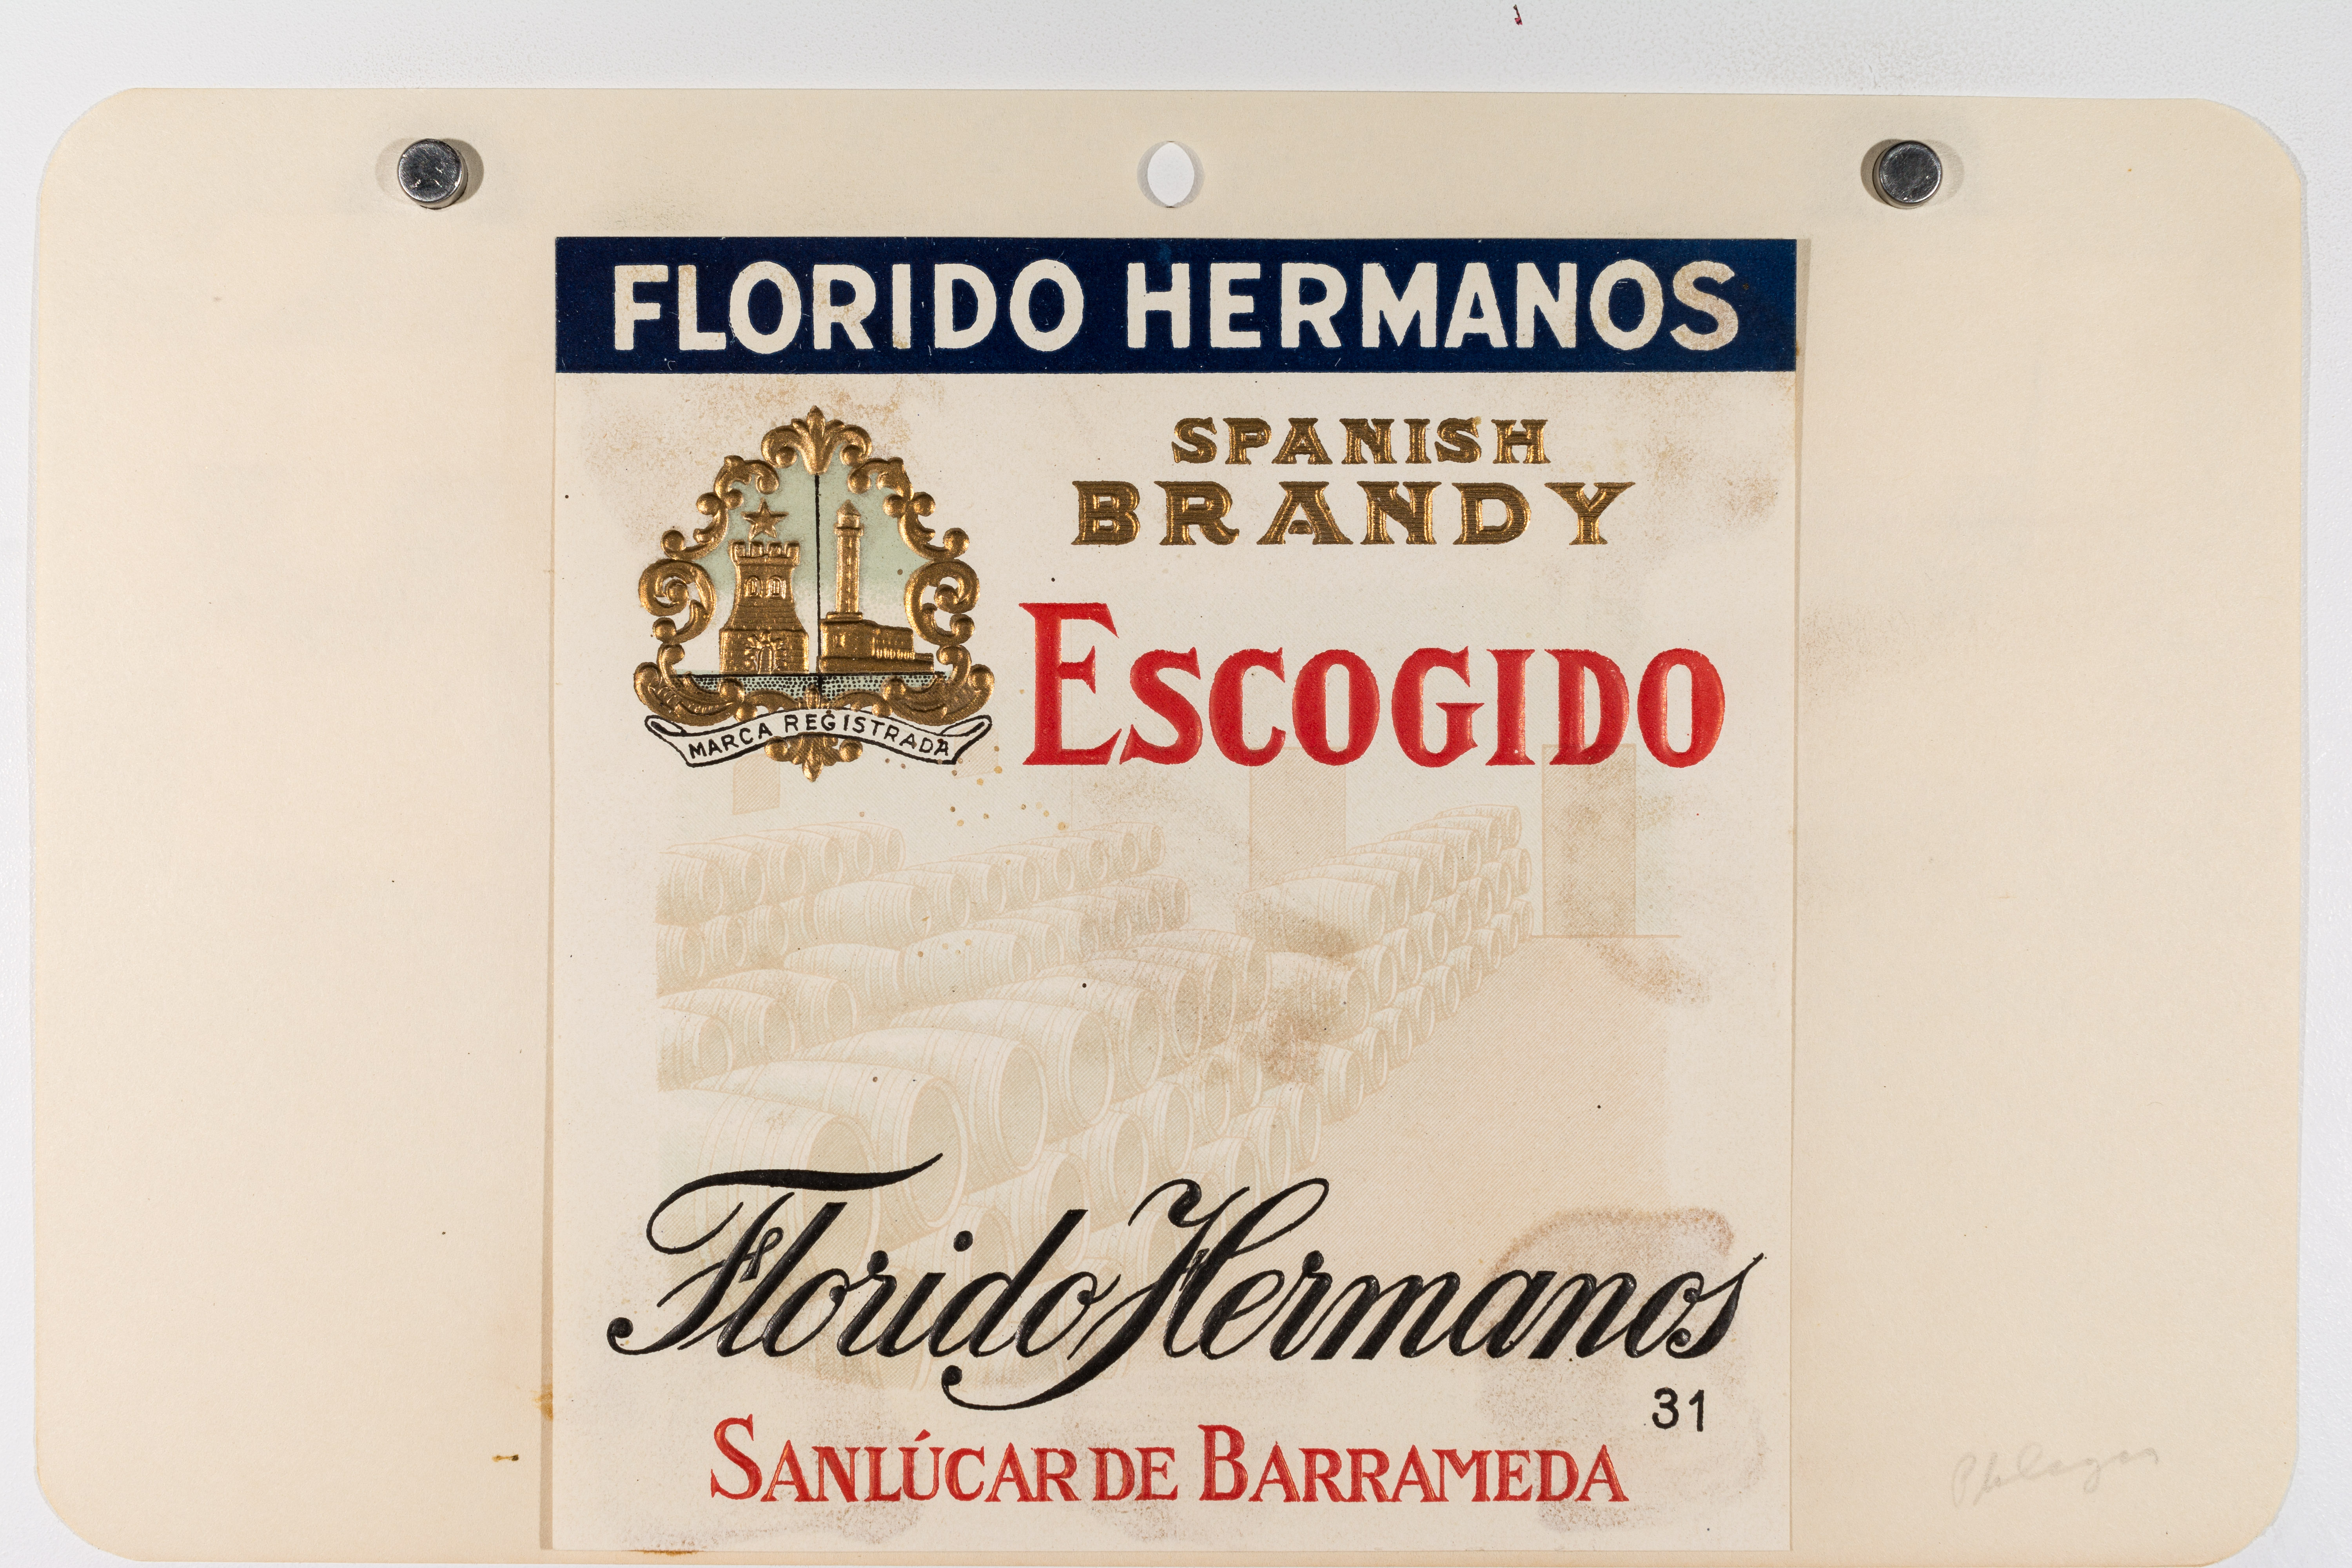 FLORIDO HERMANOS
SPANISH
BRANDY
ESCOGIDO
MARCA REGISTRADA
Florido Hermanos
31
SANLÚCAR DE BARRAMEDA